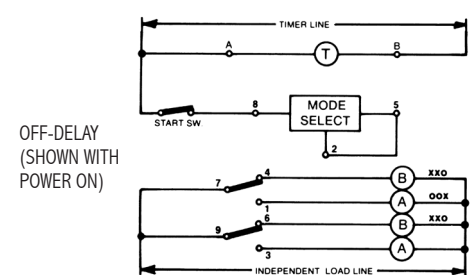 TIMER LINE
A T B
START SW. 8 MODE SELECT 5
2
OFF-DELAY
(SHOWN WITH
POWER ON)
7 4 B XXO
1 A OOX
9 6 B XXO
3 A
INDEPENDENT LOAD LINE